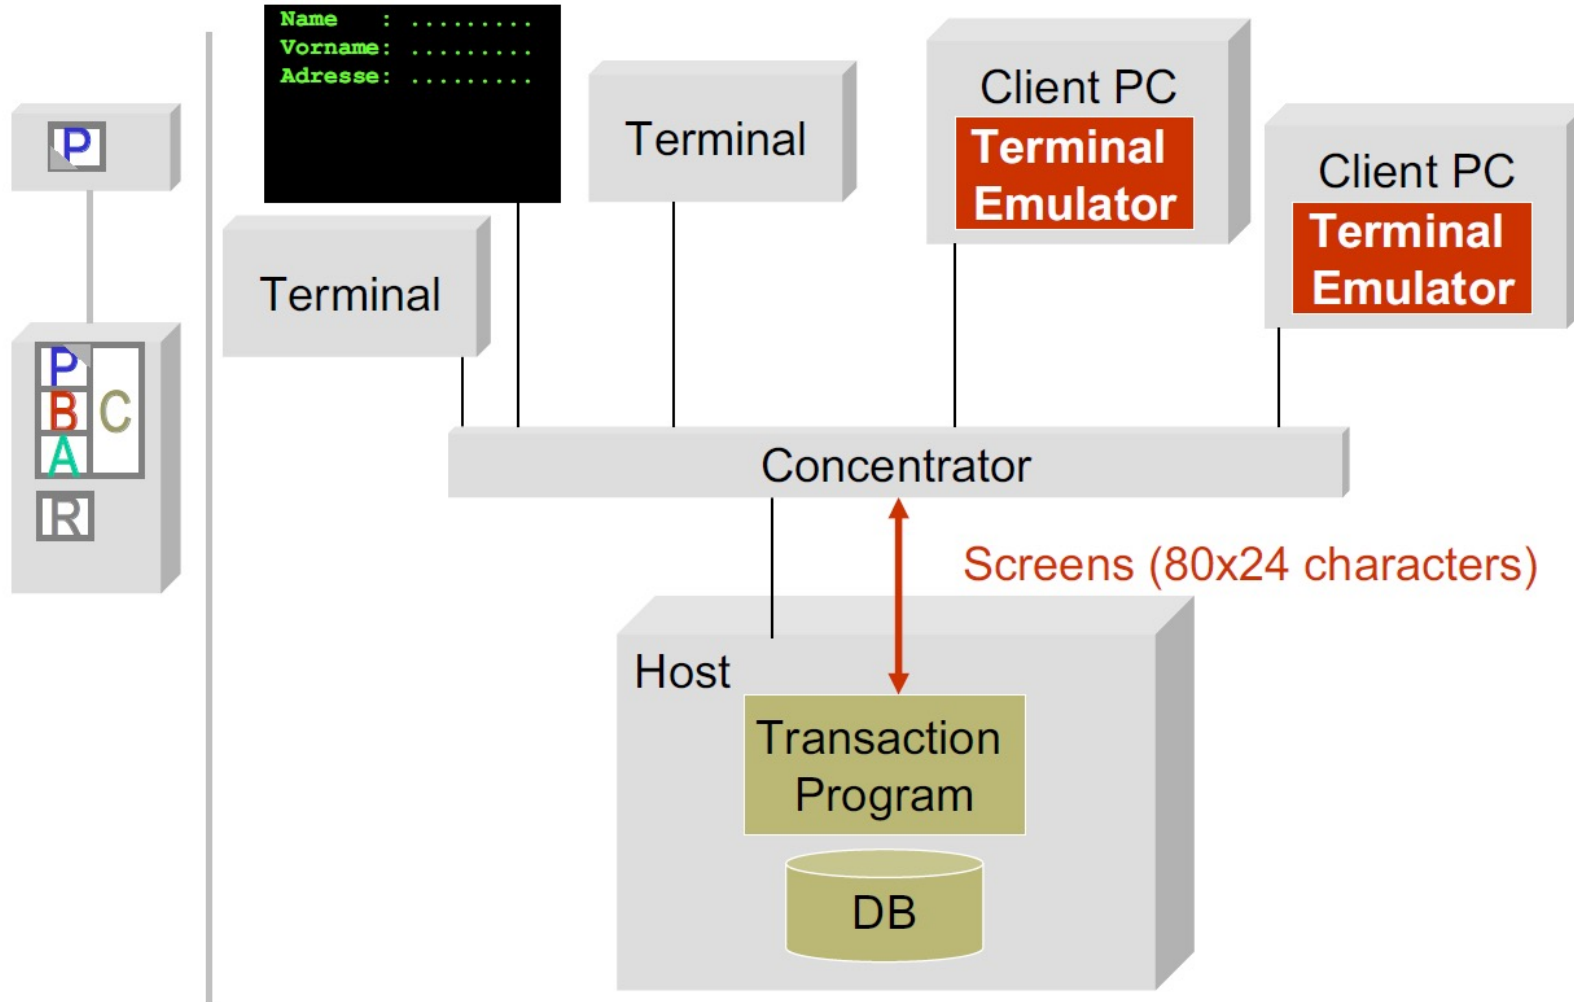 Name    : .........
Vorname: .........
Adresse: .........
Terminal
Client PC
Terminal
Emulator
Client PC
Terminal
Emulator
Terminal
P
P
B
C
A
R
Concentrator
Screens (80x24 characters)
Host
Transaction
Program
DB